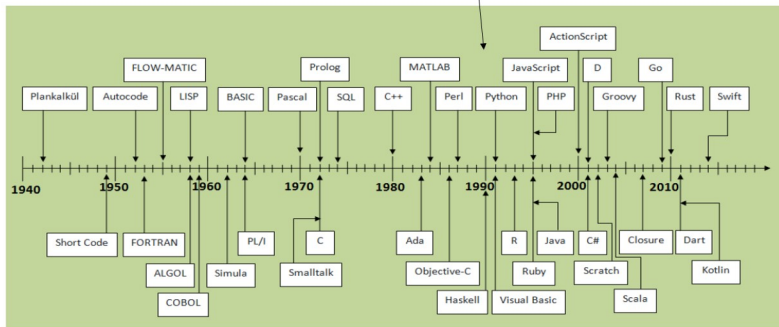 ActionScript
FLOW-MATIC Prolog MATLAB JavaScript D Go
Plankalkül Autocode LISP BASIC Pascal SQL C++ Perl Python PHP Groovy Rust Swift
1940 1950 1960 1970 1980 1990 2000 2010
Short Code FORTRAN PL/I C Ada R Java C# Closure Dart
ALGOL Simula Smalltalk Objective-C Ruby Scratch Kotlin
COBOL Haskell Visual Basic Scala